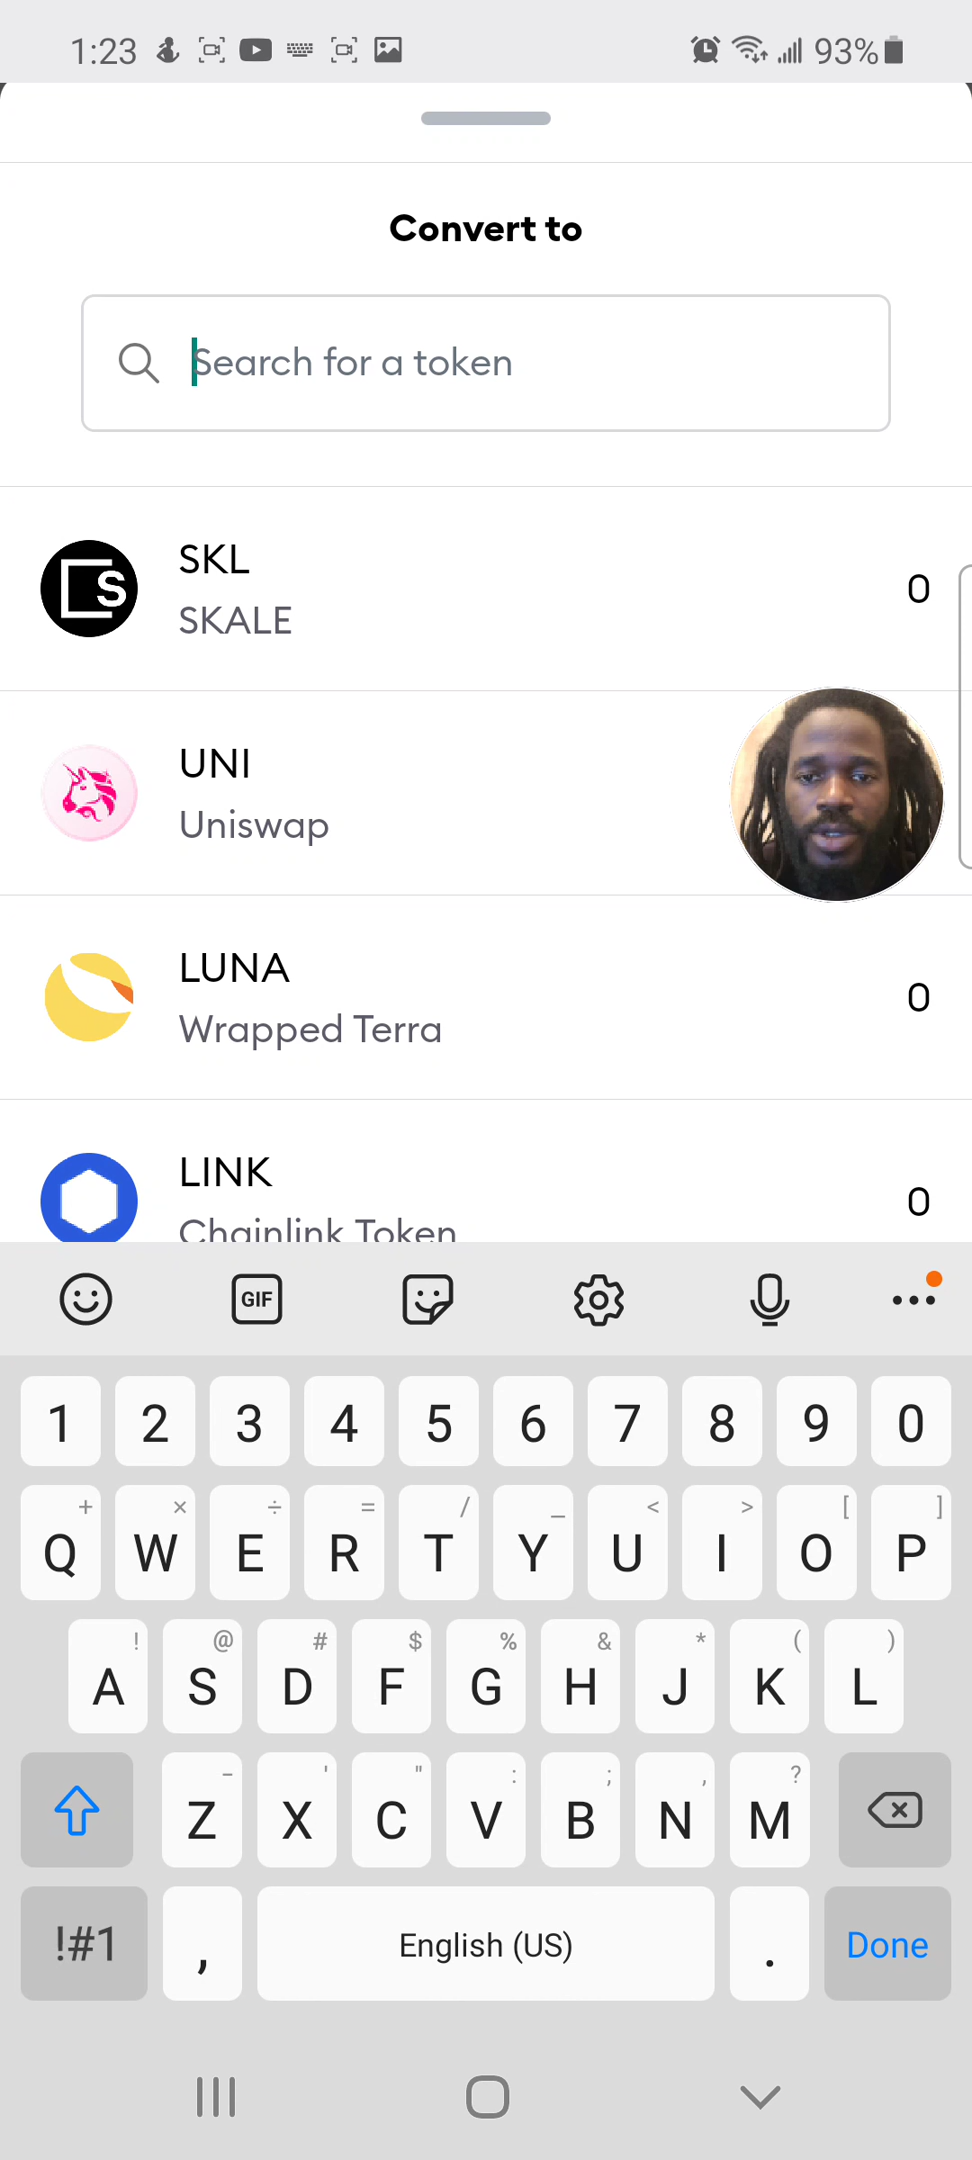 1:23 93%
Convert to
Search for a token
SKL
SKALE
0
UNI
Uniswap
LUNA
Wrapped Terra
0
LINK
Chainlink Token
0
GIF
1 2 3 4 5 6 7 8 9 0
+ × ÷ = / _ < > [ ]
Q W E R T Y U I O P
! @ # $ % & * ( )
A S D F G H J K L
- ' " : ; , ?
Z X C V B N M
!#1 , English (US) . Done